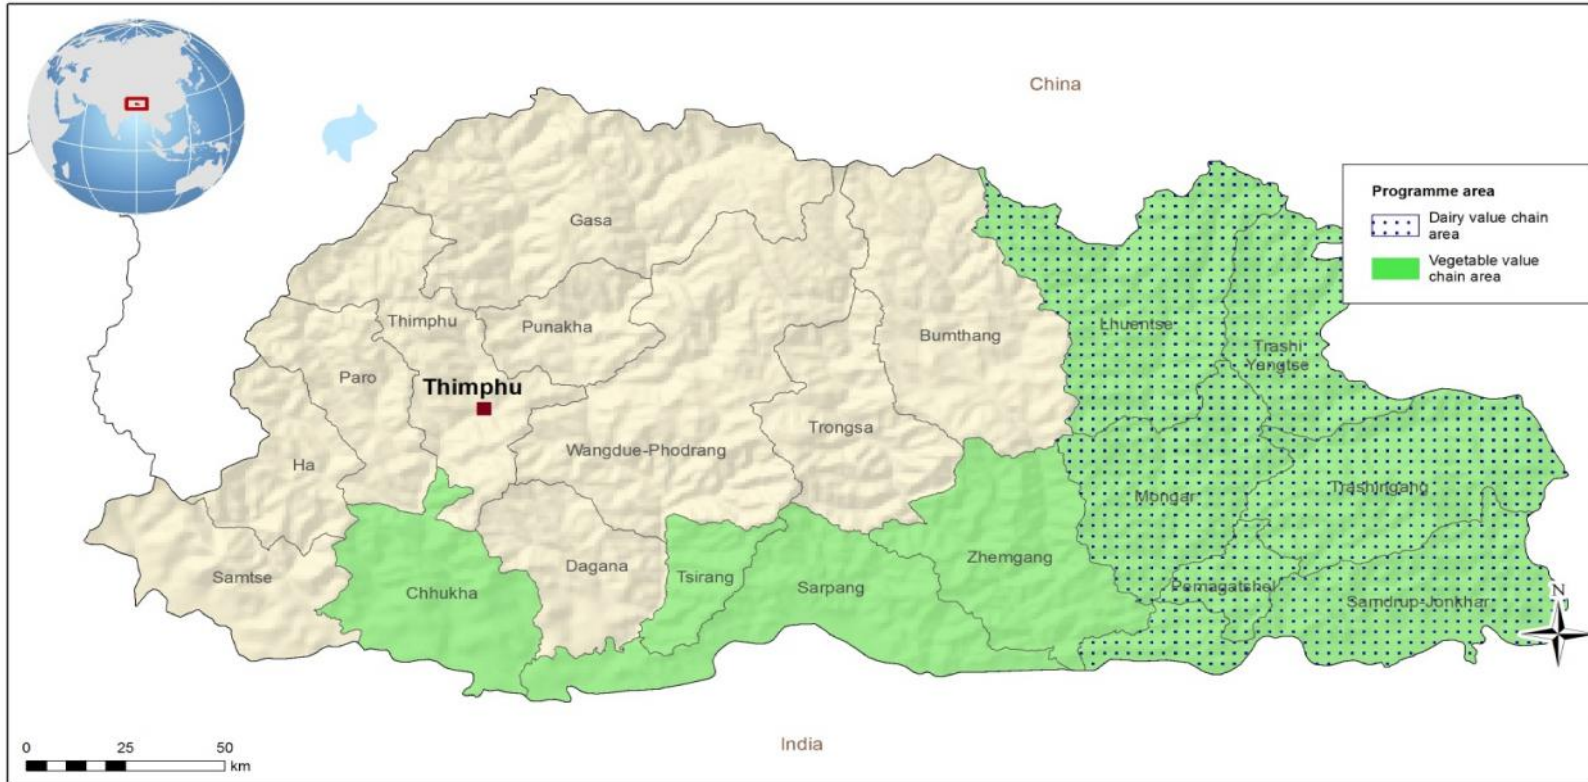 China
Programme area
Dairy value chain
area
Vegetable value
chain area
Gasa
Thimphu
Punakha
Bumthang
Lhuentse
Trashi
Yangtse
Paro
Thimphu
Trongsa
Wangdue-Phodrang
Ha
Mongar
Trashingang
Samtse
Chhukha
Dagana
Tsirang
Sarpang
Zhemgang
Pemagatshel
Samdrup-Jonkhar
N
India
0 25 50
km